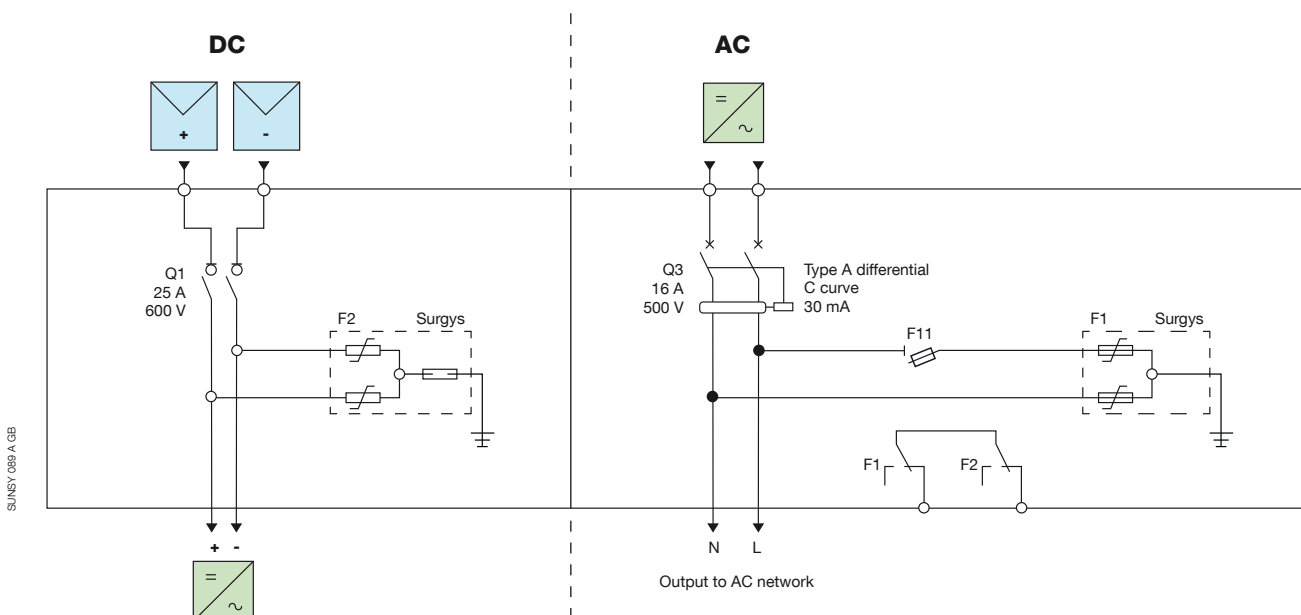 DC
AC
+
-
=
~
Q1
25 A
600 V
F2
Surgys
Q3
16 A
500 V
Type A differential
C curve
30 mA
F11
F1
Surgys
F1
F2
SUNSY 089 A GB
+ -
=
~
N
L
Output to AC network